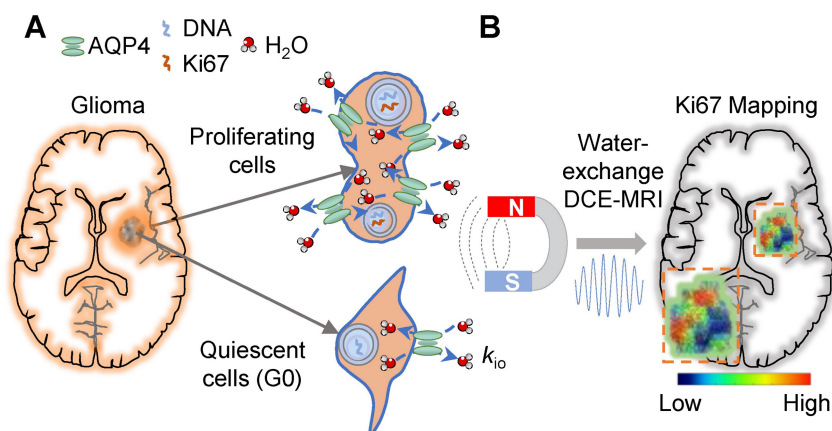 A
B
AQP4
DNA
Ki67
H₂O
Glioma
Proliferating
cells
Quiescent
cells (G0)
kio
N
S
Water-
exchange
DCE-MRI
Ki67 Mapping
Low
High